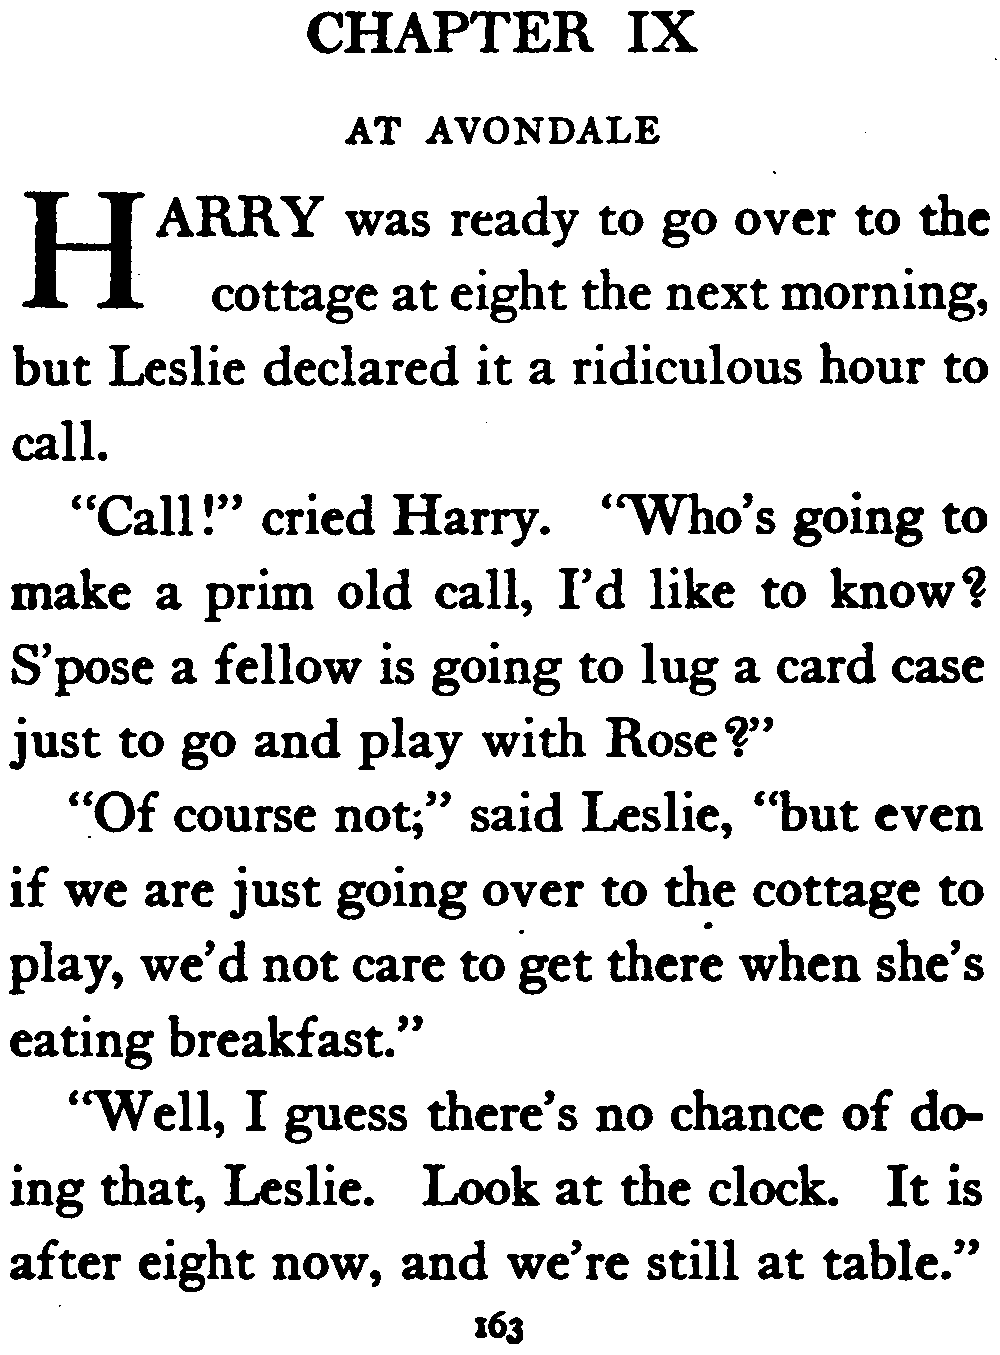 CHAPTER IX
AT AVONDALE
HARRY was ready to go over to the
cottage at eight the next morning,
but Leslie declared it a ridiculous hour to
call.
“Call!” cried Harry. “Who’s going to
make a prim old call, I’d like to know?
S’pose a fellow is going to lug a card case
just to go and play with Rose?”
“Of course not;” said Leslie, “but even
if we are just going over to the cottage to
play, we’d not care to get there when she’s
eating breakfast.”
“Well, I guess there’s no chance of do-
ing that, Leslie. Look at the clock. It is
after eight now, and we’re still at table.”
163